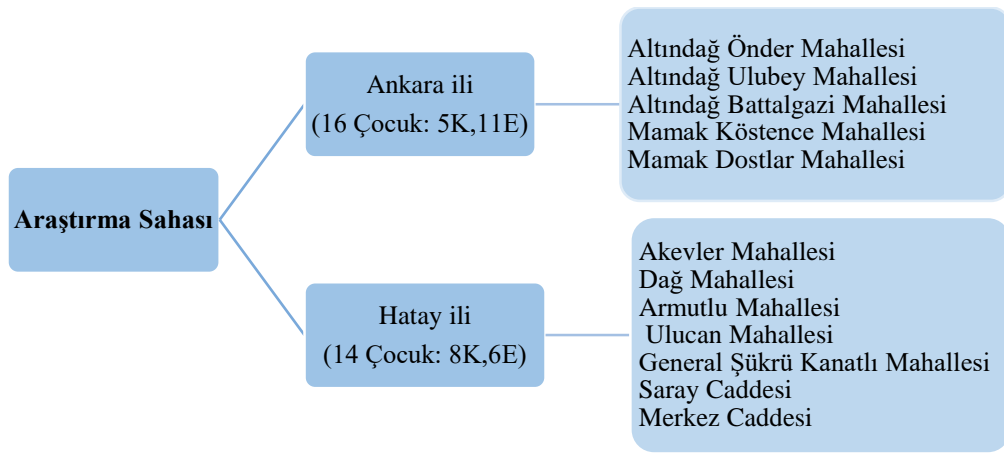 Araştırma Sahası
Ankara ili
(16 Çocuk: 5K,11E)
Altındağ Önder Mahallesi
Altındağ Ulubey Mahallesi
Altındağ Battalgazi Mahallesi
Mamak Köstence Mahallesi
Mamak Dostlar Mahallesi
Hatay ili
(14 Çocuk: 8K,6E)
Akevler Mahallesi
Dağ Mahallesi
Armutlu Mahallesi
Ulucan Mahallesi
General Şükrü Kanatlı Mahallesi
Saray Caddesi
Merkez Caddesi